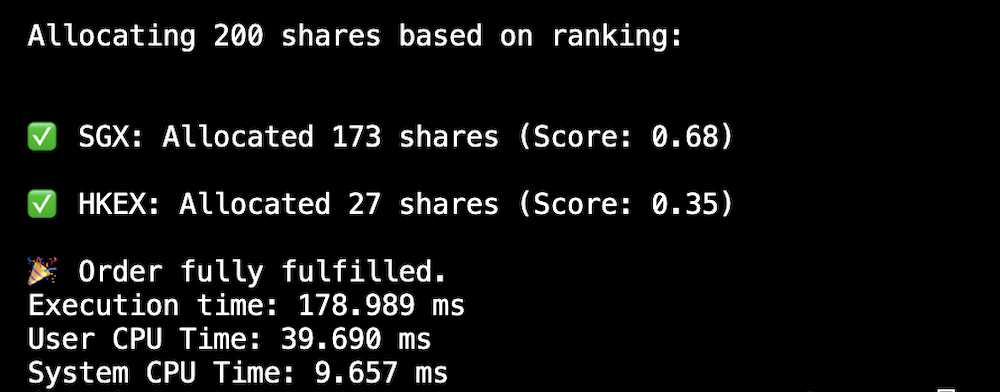 Allocating 200 shares based on ranking:
✅ SGX: Allocated 173 shares (Score: 0.68)
✅ HKEX: Allocated 27 shares (Score: 0.35)
🎉 Order fully fulfilled.
Execution time: 178.989 ms
User CPU Time: 39.690 ms
System CPU Time: 9.657 ms